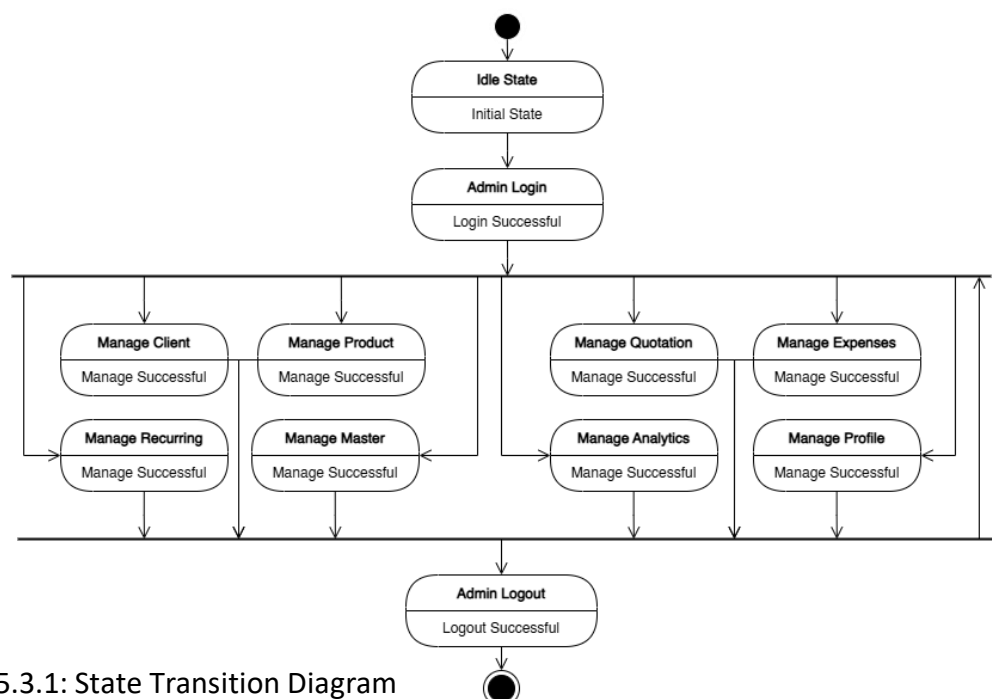 Idle State
Initial State
Admin Login
Login Successful
Manage Client
Manage Successful
Manage Product
Manage Successful
Manage Quotation
Manage Successful
Manage Expenses
Manage Successful
Manage Recurring
Manage Successful
Manage Master
Manage Successful
Manage Analytics
Manage Successful
Manage Profile
Manage Successful
Admin Logout
Logout Successful
5.3.1: State Transition Diagram